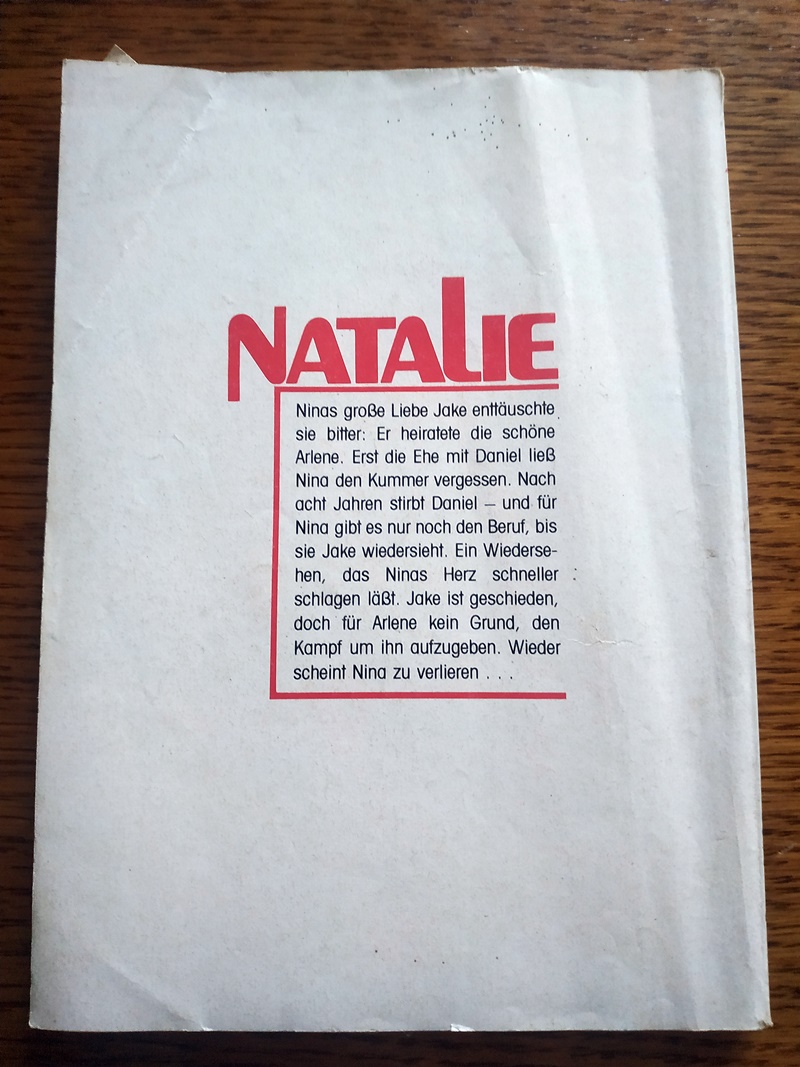 NATALIE
Ninas große Liebe Jake enttäuschte
sie bitter: Er heiratete die schöne
Arlene. Erst die Ehe mit Daniel ließ
Nina den Kummer vergessen. Nach
acht Jahren stirbt Daniel – und für
Nina gibt es nur noch den Beruf, bis
sie Jake wiedersieht. Ein Wiederse-
hen, das Ninas Herz schneller
schlagen läßt. Jake ist geschieden,
doch für Arlene kein Grund, den
Kampf um ihn aufzugeben. Wieder
scheint Nina zu verlieren . . .